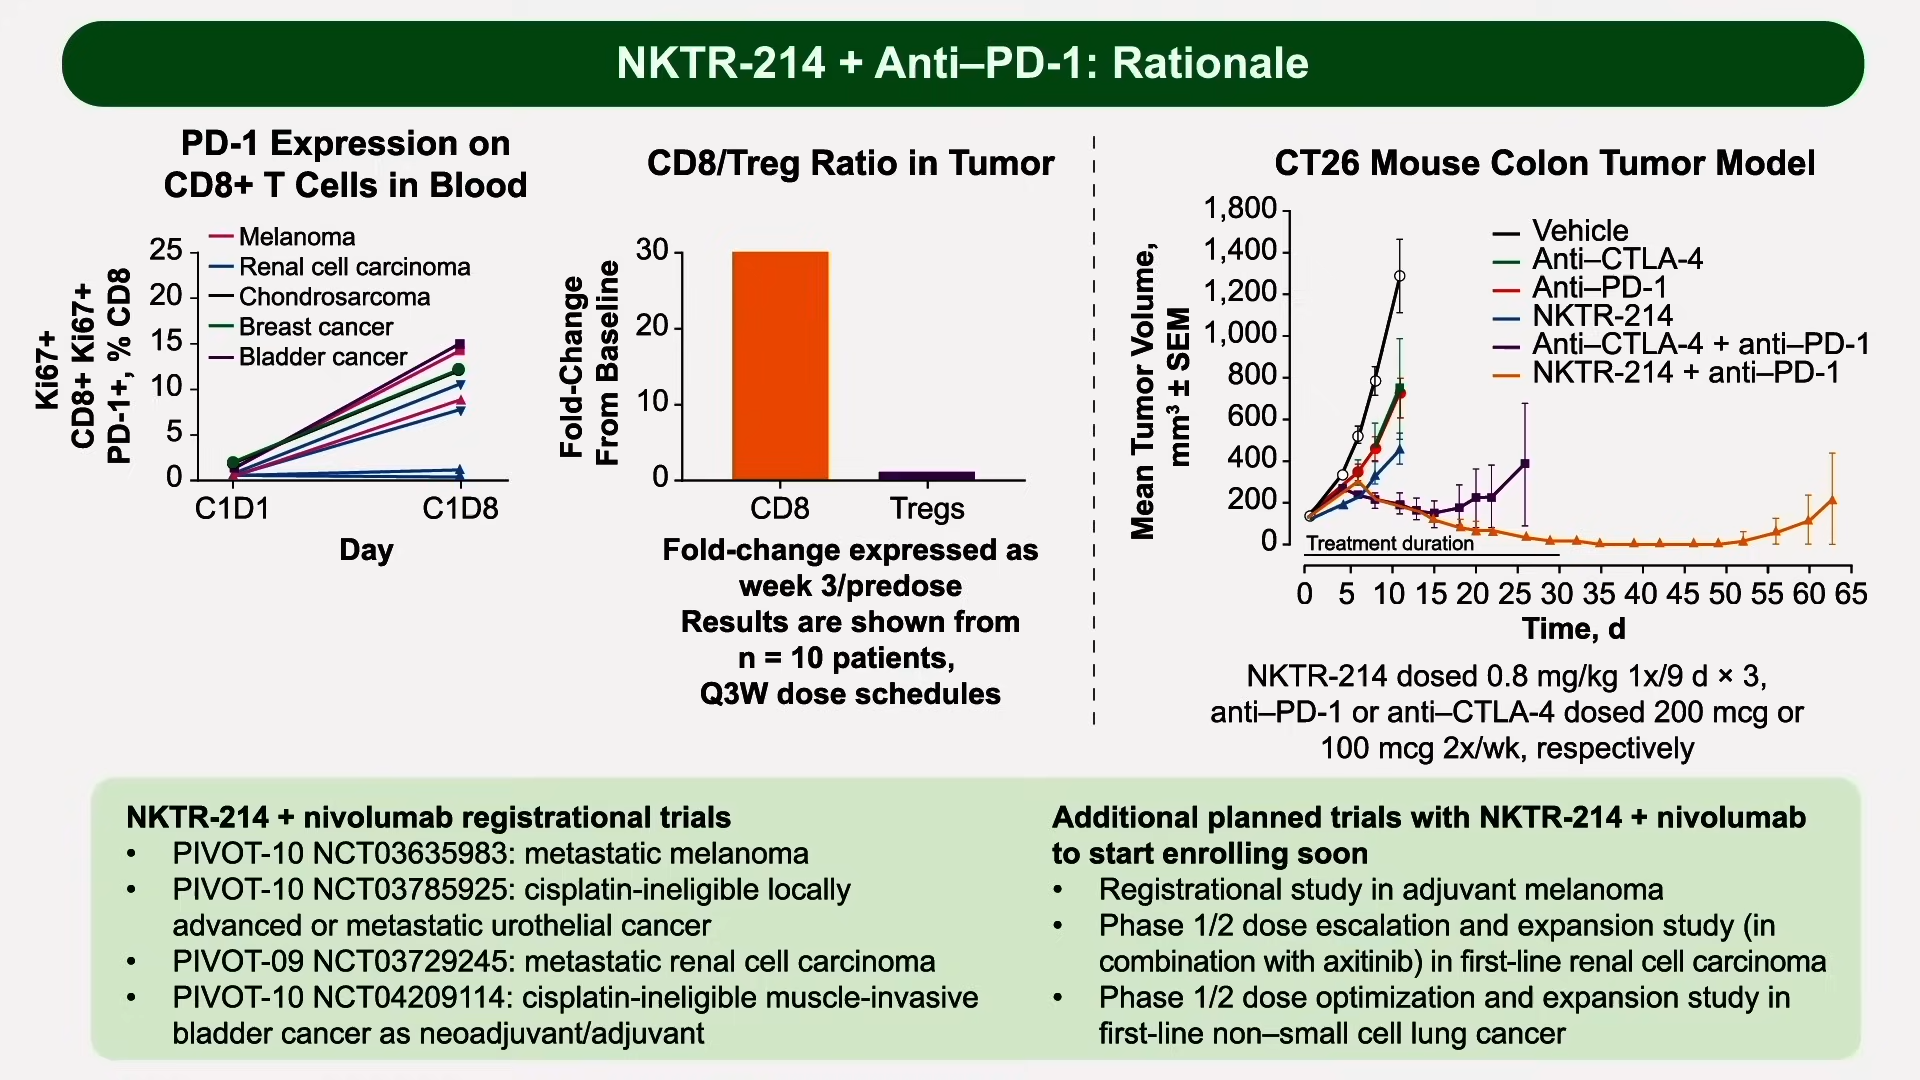 NKTR-214 + Anti–PD-1: Rationale
PD-1 Expression on
CD8+ T Cells in Blood
Ki67+
CD8+ Ki67+
PD-1+, % CD8
25
20
15
10
5
0
Melanoma
Renal cell carcinoma
Chondrosarcoma
Breast cancer
Bladder cancer
C1D1
C1D8
Day
CD8/Treg Ratio in Tumor
Fold-Change
From Baseline
30
20
10
0
CD8
Tregs
Fold-change expressed as
week 3/predose
Results are shown from
n = 10 patients,
Q3W dose schedules
CT26 Mouse Colon Tumor Model
Mean Tumor Volume,
mm³ ± SEM
1,800
1,400
1,200
1,000
800
600
400
200
0
Vehicle
Anti–CTLA-4
Anti–PD-1
NKTR-214
Anti–CTLA-4 + anti–PD-1
NKTR-214 + anti–PD-1
Treatment duration
0 5 10 15 20 25 30 35 40 45 50 55 60 65
Time, d
NKTR-214 dosed 0.8 mg/kg 1x/9 d × 3,
anti–PD-1 or anti–CTLA-4 dosed 200 mcg or
100 mcg 2x/wk, respectively
NKTR-214 + nivolumab registrational trials
• PIVOT-10 NCT03635983: metastatic melanoma
• PIVOT-10 NCT03785925: cisplatin-ineligible locally
advanced or metastatic urothelial cancer
• PIVOT-09 NCT03729245: metastatic renal cell carcinoma
• PIVOT-10 NCT04209114: cisplatin-ineligible muscle-invasive
bladder cancer as neoadjuvant/adjuvant
Additional planned trials with NKTR-214 + nivolumab
to start enrolling soon
• Registrational study in adjuvant melanoma
• Phase 1/2 dose escalation and expansion study (in
combination with axitinib) in first-line renal cell carcinoma
• Phase 1/2 dose optimization and expansion study in
first-line non–small cell lung cancer